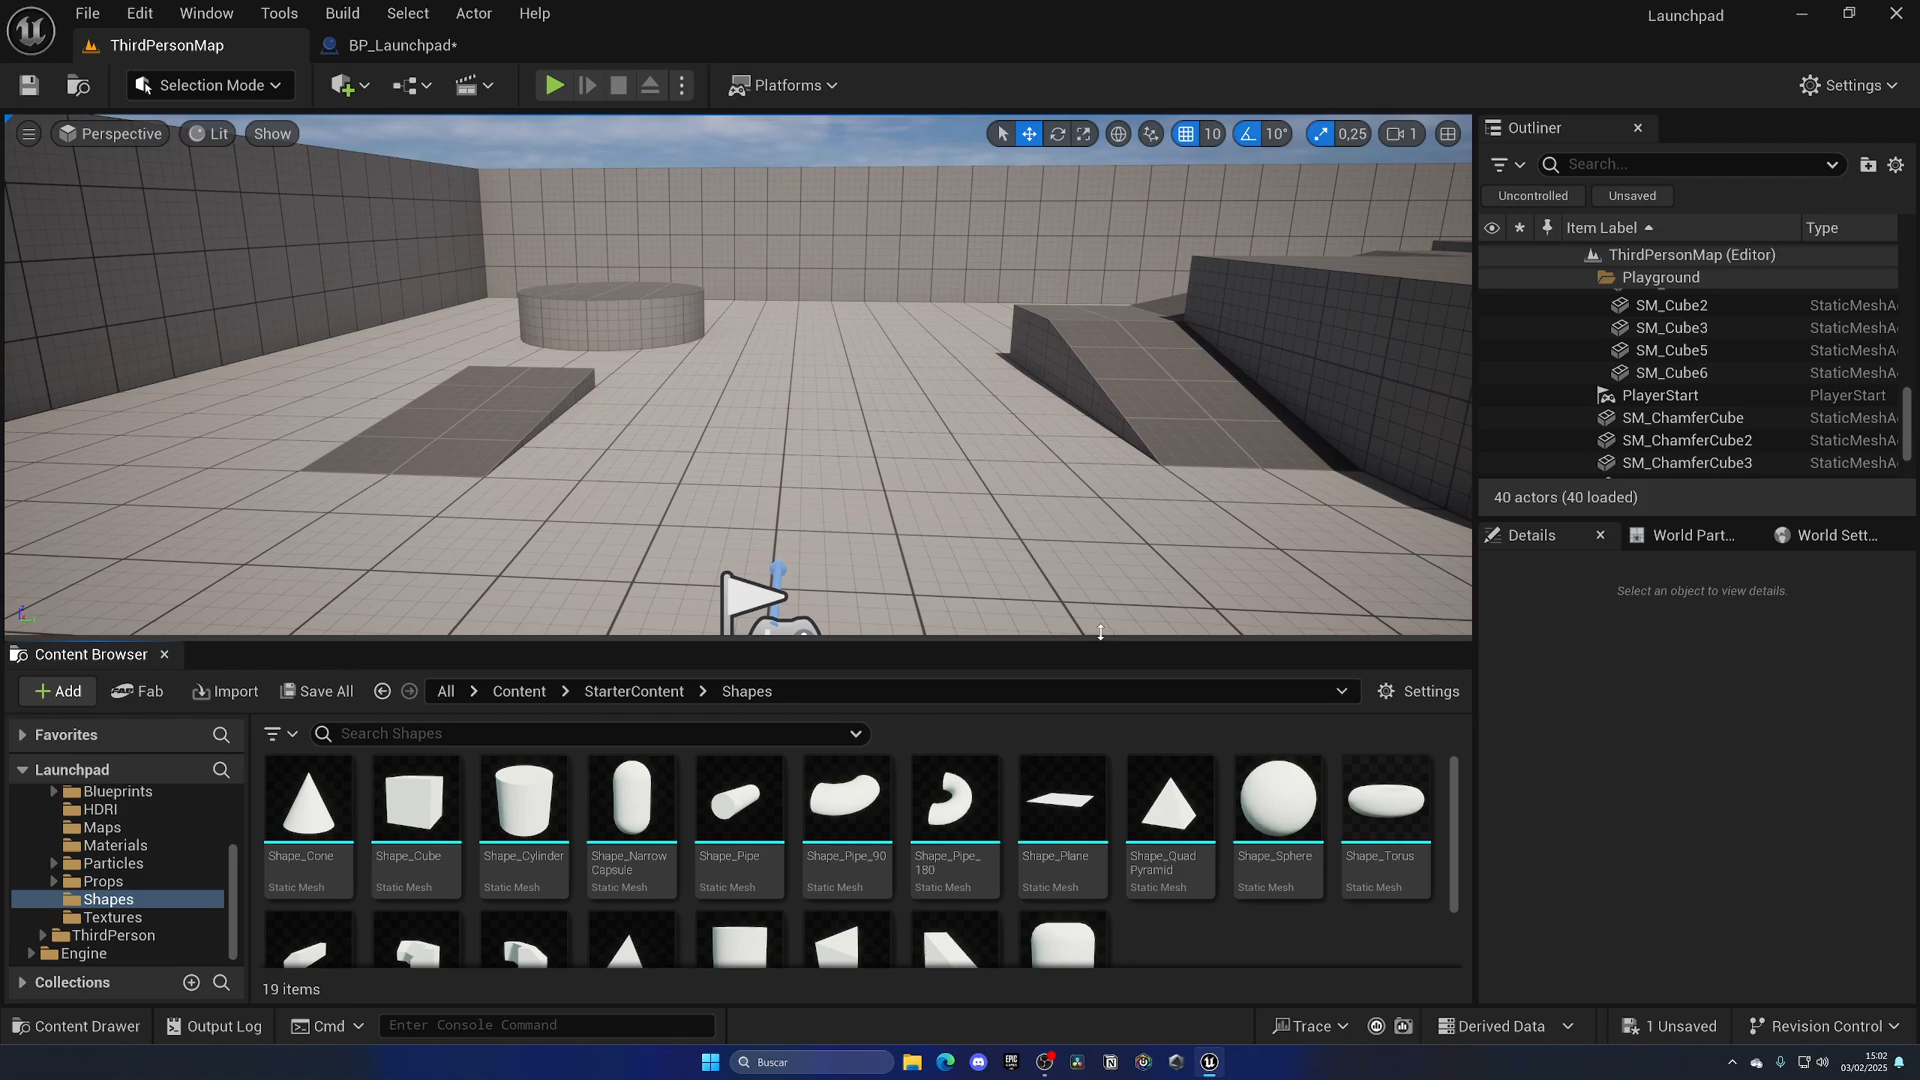 File Edit Window Tools Build Select Actor Help
Launchpad
ThirdPersonMap
BP_Launchpad*
Selection Mode
Platforms
Settings
Perspective
Lit
Show
10
10°
0,25
1
Outliner
Search...
Uncontrolled
Unsaved
Item Label
Type
ThirdPersonMap (Editor)
Playground
SM_Cube2 StaticMeshA
SM_Cube3 StaticMeshA
SM_Cube5 StaticMeshA
SM_Cube6 StaticMeshA
PlayerStart PlayerStart
SM_ChamferCube StaticMeshA
SM_ChamferCube2 StaticMeshA
SM_ChamferCube3 StaticMeshA
40 actors (40 loaded)
Details
World Part...
World Sett...
Select an object to view details.
Content Browser
Add
Fab
Import
Save All
All
Content
StarterContent
Shapes
Settings
Favorites
Search Shapes
Launchpad
Blueprints
HDRI
Maps
Materials
Particles
Props
Shapes
Textures
ThirdPerson
Engine
Collections
Shape_Cone
Static Mesh
Shape_Cube
Static Mesh
Shape_Cylinder
Static Mesh
Shape_Narrow
Capsule
Static Mesh
Shape_Pipe
Static Mesh
Shape_Pipe_90
Static Mesh
Shape_Pipe_
180
Static Mesh
Shape_Plane
Static Mesh
Shape_Quad
Pyramid
Static Mesh
Shape_Sphere
Static Mesh
Shape_Torus
Static Mesh
19 items
Content Drawer
Output Log
Cmd
Enter Console Command
Trace
Derived Data
1 Unsaved
Revision Control
Buscar
EPIC
15:02
03/02/2025